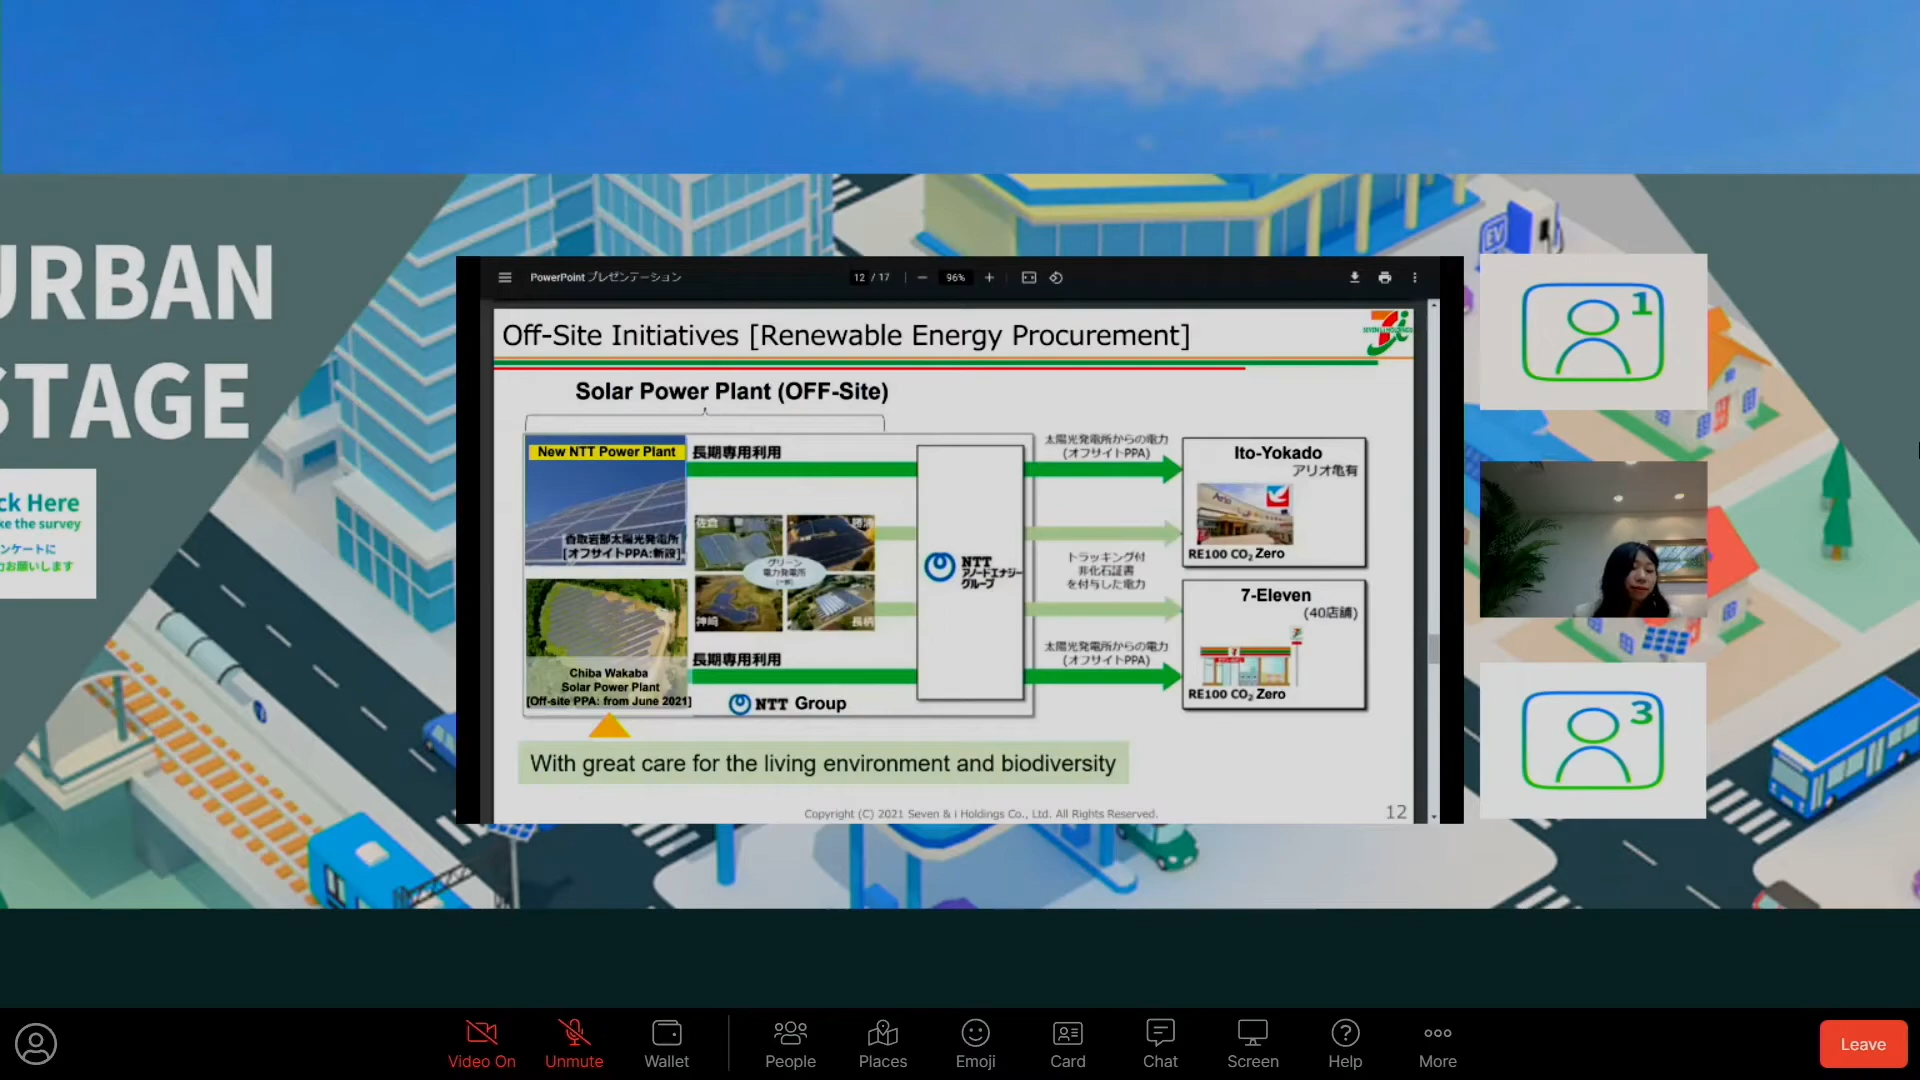 URBAN
STAGE
ck Here
ke the survey
ンケートに
力お願いします
PowerPoint プレゼンテーション
12 / 17
96%
Off-Site Initiatives [Renewable Energy Procurement]
SEVEN & i HOLDINGS
Solar Power Plant (OFF-Site)
New NTT Power Plant
長期専用利用
香取岩部太陽光発電所
[オフサイトPPA:新設]
佐倉
勝浦
グリーン
電力発電所
神崎
長柄
Chiba Wakaba
Solar Power Plant
[Off-site PPA: from June 2021]
長期専用利用
NTT Group
NTT
アノードエナジー
グループ
太陽光発電所からの電力
(オフサイトPPA)
トラッキング付
非化石証書
を付与した電力
太陽光発電所からの電力
(オフサイトPPA)
Ito-Yokado
アリオ亀有
Ario
RE100 CO2 Zero
7-Eleven
(40店舗)
RE100 CO2 Zero
With great care for the living environment and biodiversity
Copyright (C) 2021 Seven & i Holdings Co., Ltd. All Rights Reserved.
12
EV
1
3
Video On
Unmute
Wallet
People
Places
Emoji
Card
Chat
Screen
Help
More
Leave